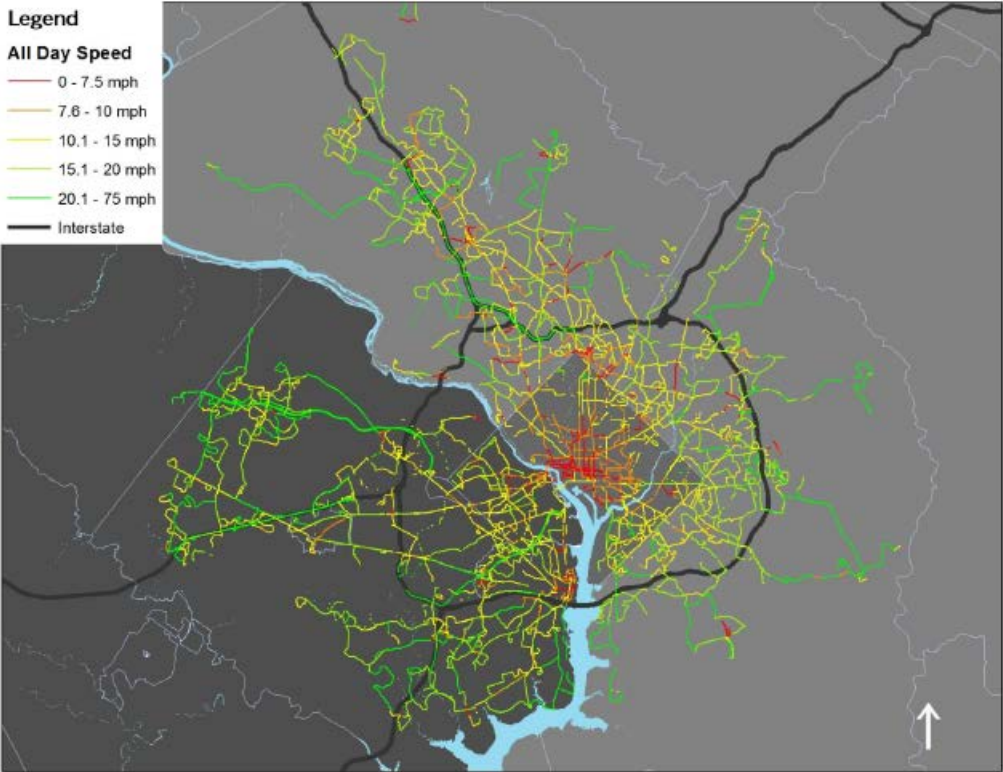 Legend
All Day Speed
0 - 7.5 mph
7.6 - 10 mph
10.1 - 15 mph
15.1 - 20 mph
20.1 - 75 mph
Interstate